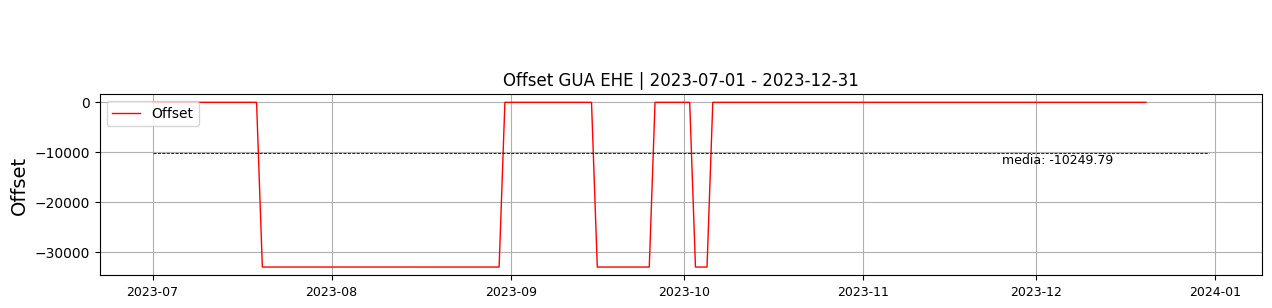 Offset GUA EHE | 2023-07-01 - 2023-12-31
0
Offset
−10000
media: -10249.79
Offset
−20000
−30000
2023-07 2023-08 2023-09 2023-10 2023-11 2023-12 2024-01